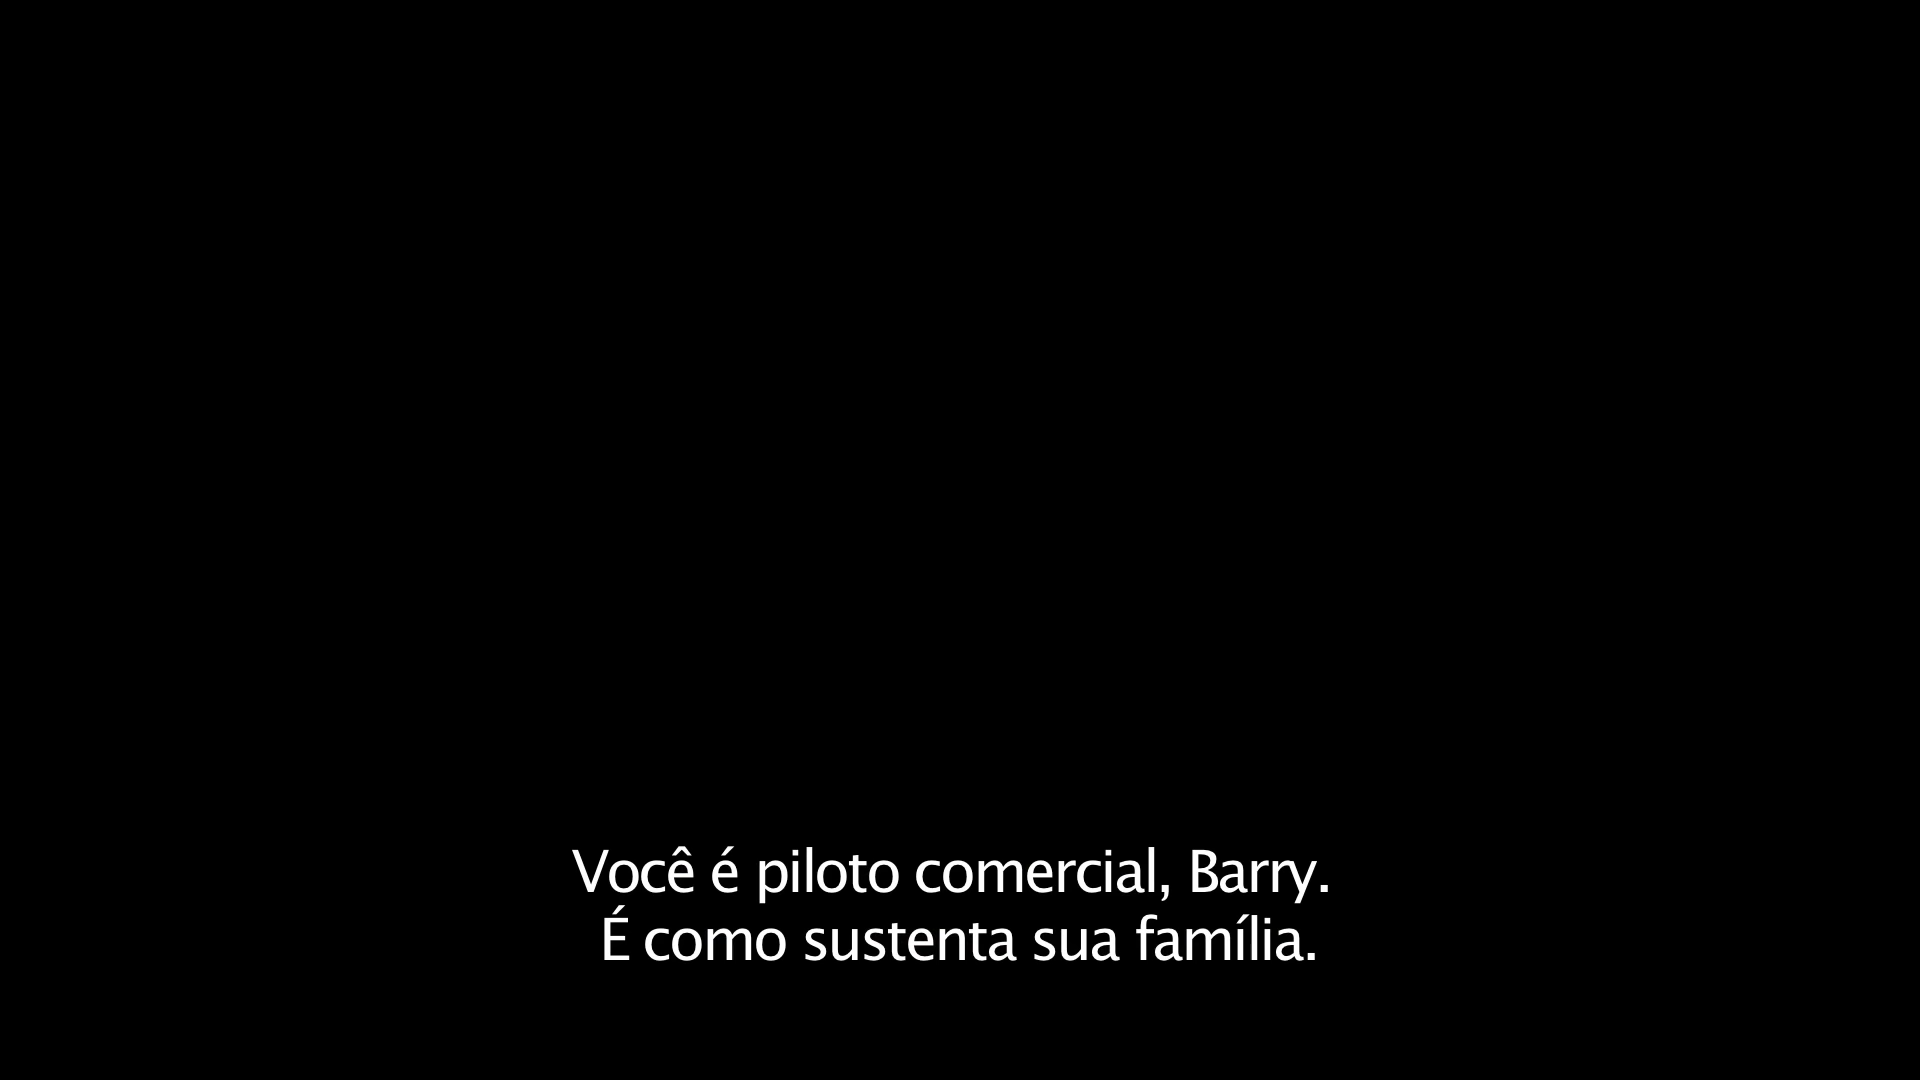 Você é piloto comercial, Barry.
É como sustenta sua família.